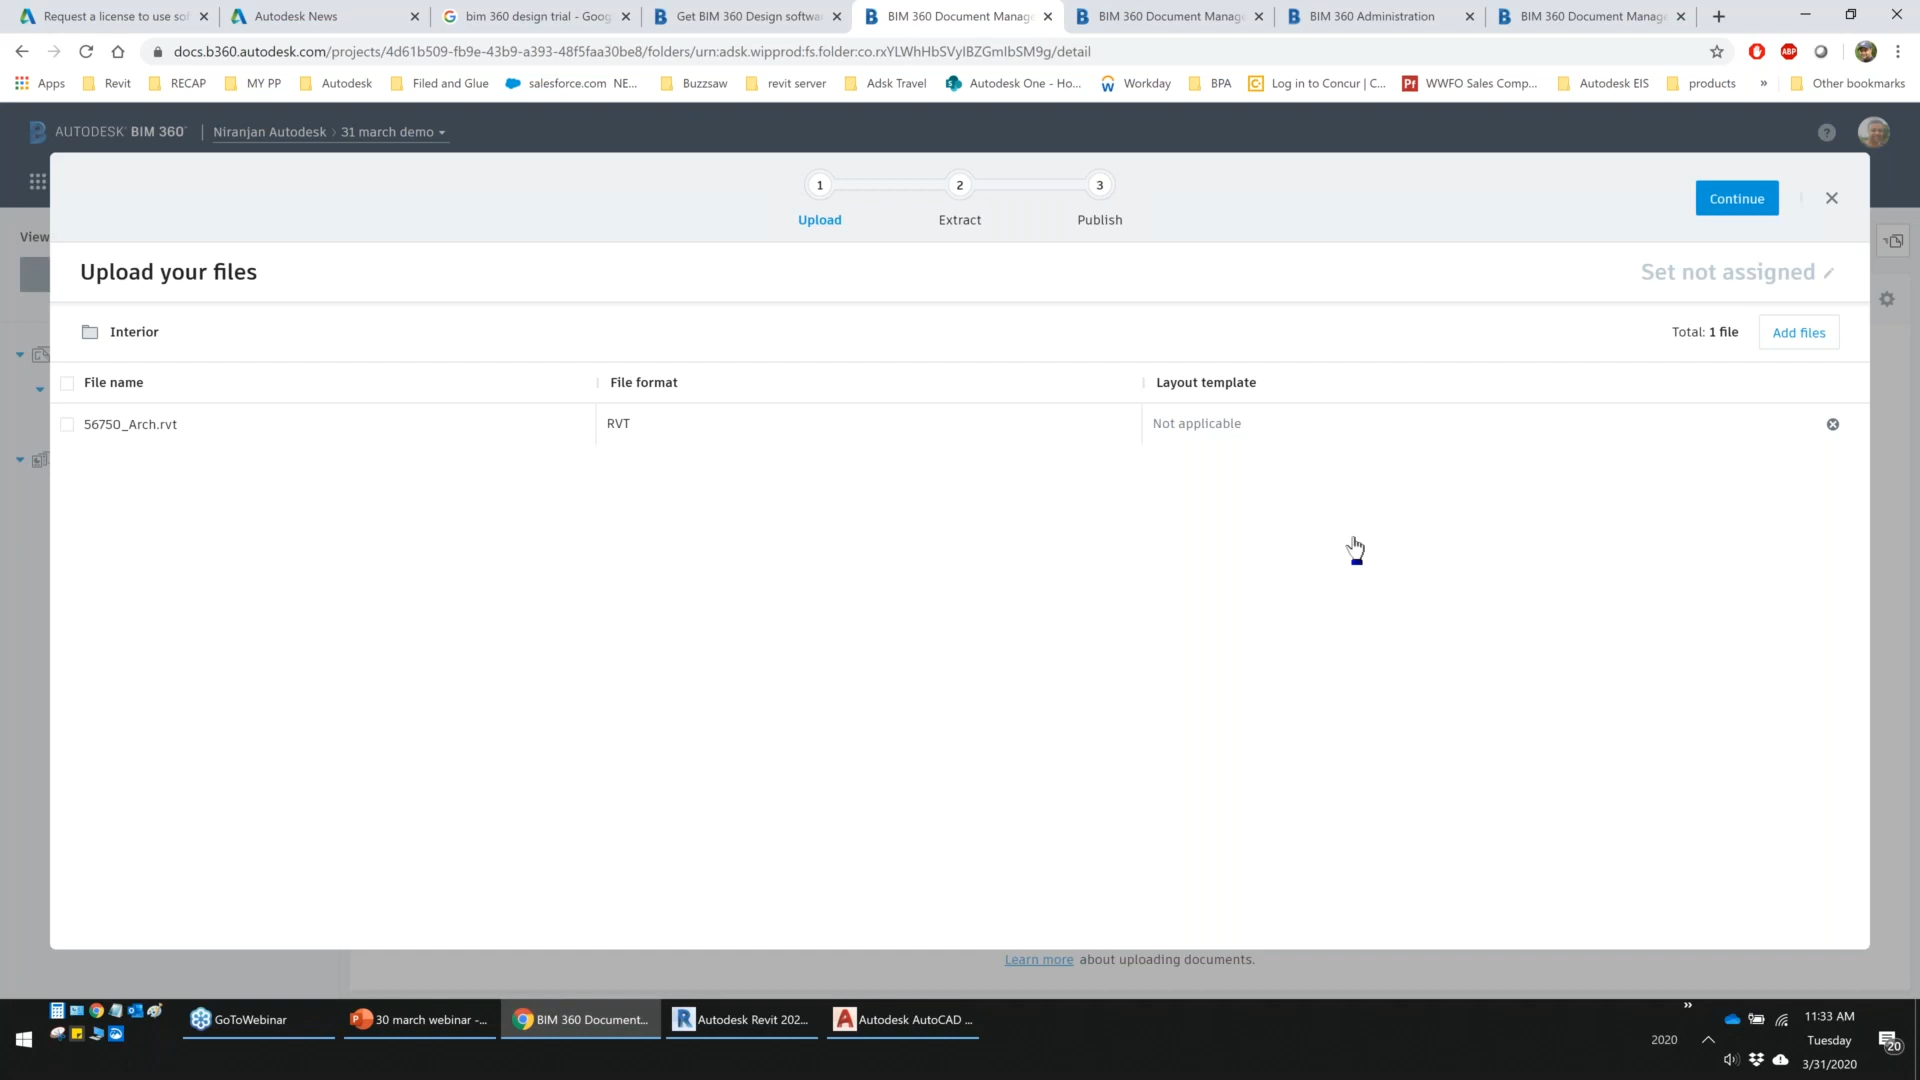 Request a license to use sof
Autodesk News
bim 360 design trial - Goog
Get BIM 360 Design softwa
BIM 360 Document Manag
BIM 360 Document Manag
BIM 360 Administration
BIM 360 Document Manag
docs.b360.autodesk.com/projects/4d61b509-fb9e-43b9-a393-48f5faa30be8/folders/urn:adsk.wipprod:fs.folder:co.rxYLWhHbSVyIBZGmIbSM9g/detail
ABP
Apps
Revit
RECAP
MY PP
Autodesk
Filed and Glue
salesforce.com NE...
Buzzsaw
revit server
Adsk Travel
Autodesk One - Ho...
Workday
BPA
Log in to Concur | C...
WWFO Sales Comp...
Autodesk EIS
products
»
Other bookmarks
AUTODESK BIM 360
Niranjan Autodesk > 31 march demo
1
2
3
Upload
Extract
Publish
Continue
View
Upload your files
Set not assigned
Interior
Total: 1 file
Add files
File name
File format
Layout template
56750_Arch.rvt
RVT
Not applicable
Learn more about uploading documents.
GoToWebinar
30 march webinar -...
BIM 360 Document...
Autodesk Revit 202...
Autodesk AutoCAD ...
»
2020
11:33 AM
Tuesday
3/31/2020
20